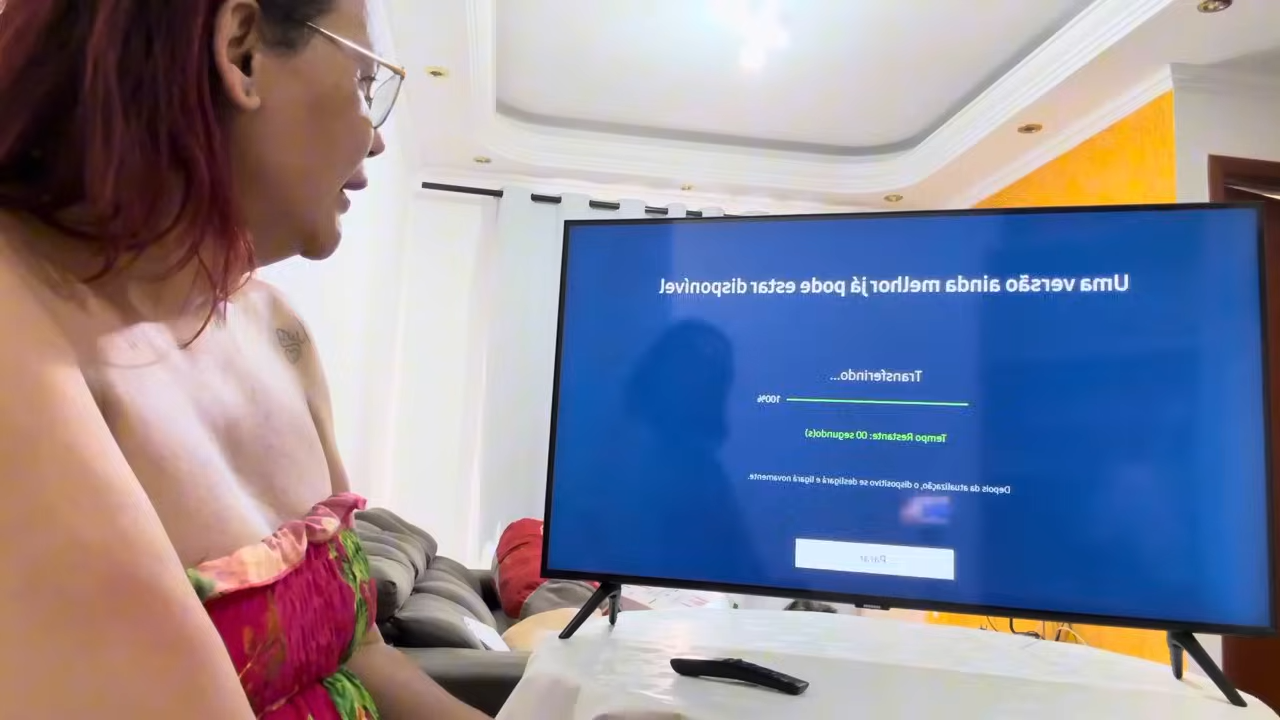 Uma versão ainda melhor já pode estar disponível
Transferindo...
100%
Tempo Restante: 00 segundo(s)
Depois da atualização, o dispositivo se desligará e ligará novamente.
Parar